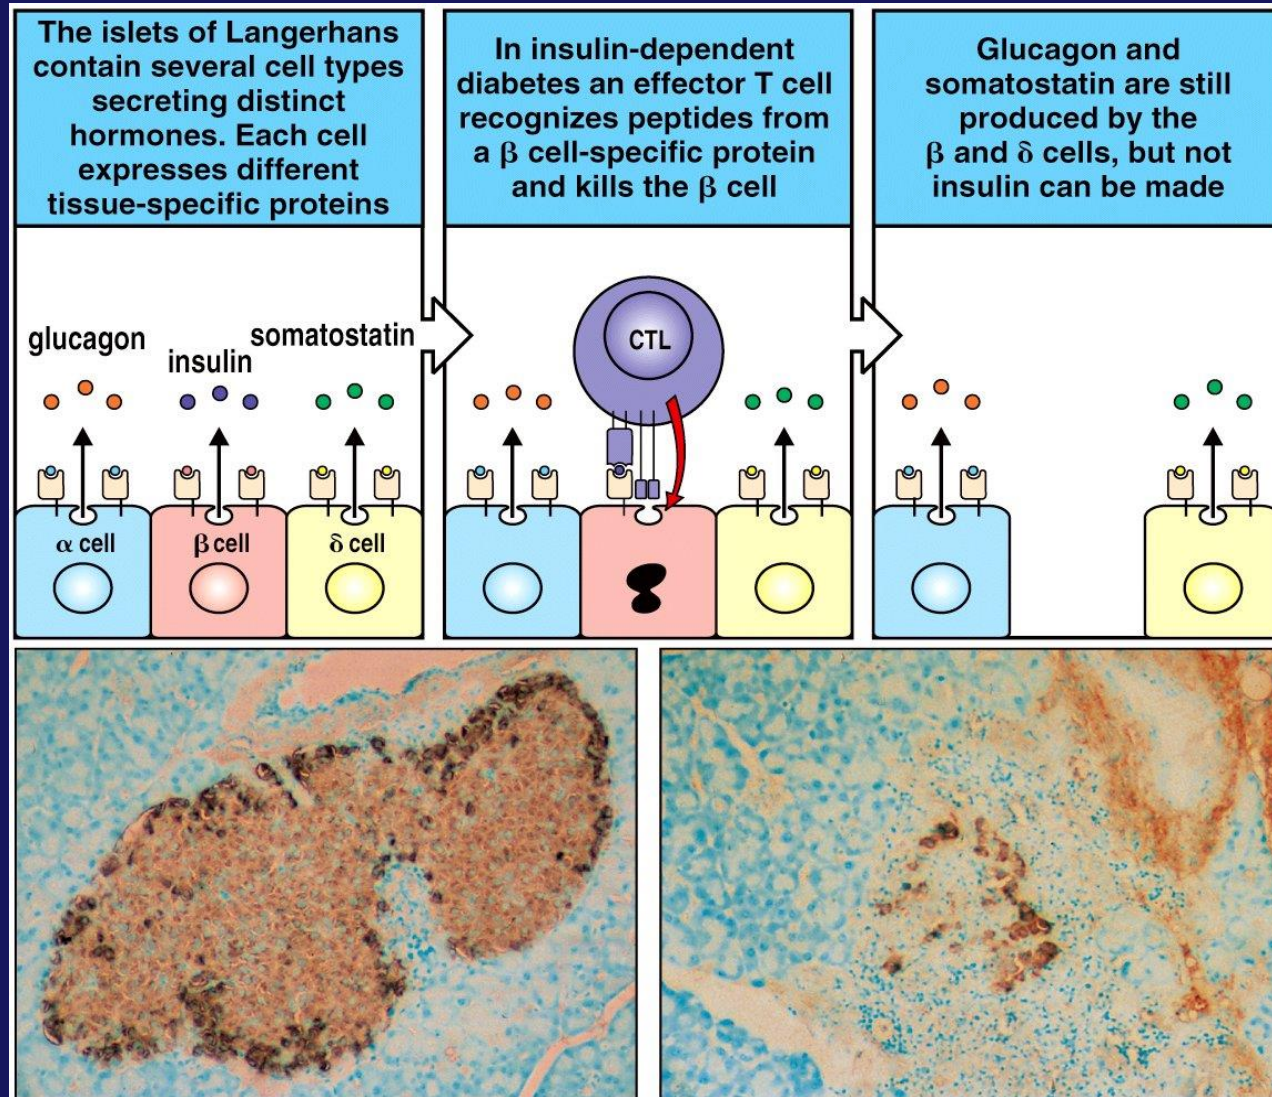 The islets of Langerhans
contain several cell types
secreting distinct
hormones. Each cell
expresses different
tissue-specific proteins
In insulin-dependent
diabetes an effector T cell
recognizes peptides from
a β cell-specific protein
and kills the β cell
Glucagon and
somatostatin are still
produced by the
β and δ cells, but not
insulin can be made
glucagon
insulin
somatostatin
α cell
β cell
δ cell
CTL